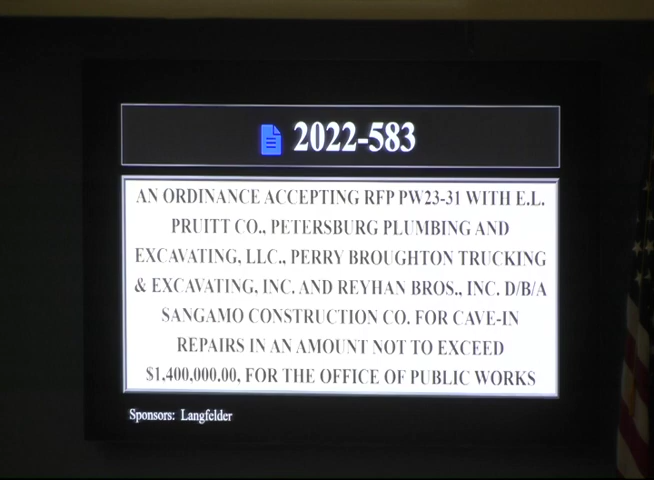 2022-583
AN ORDINANCE ACCEPTING RFP PW23-31 WITH E.L.
PRUITT CO., PETERSBURG PLUMBING AND
EXCAVATING, LLC., PERRY BROUGHTON TRUCKING
& EXCAVATING, INC. AND REYHAN BROS., INC. D/B/A
SANGAMO CONSTRUCTION CO. FOR CAVE-IN
REPAIRS IN AN AMOUNT NOT TO EXCEED
$1,400,000.00, FOR THE OFFICE OF PUBLIC WORKS
Sponsors: Langfelder